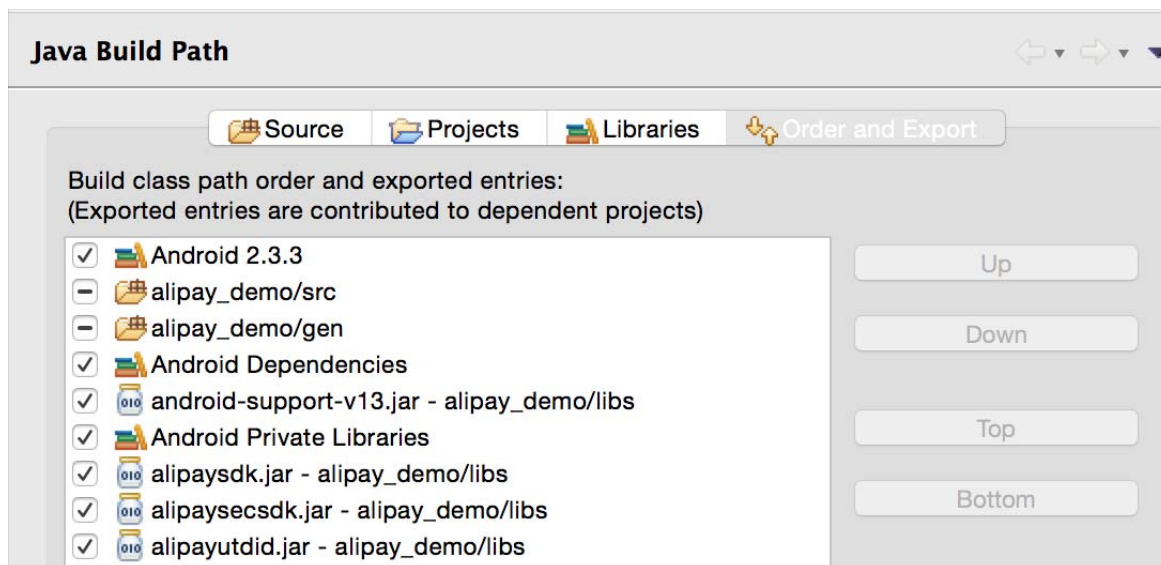 Java Build Path
Source Projects Libraries Order and Export
Build class path order and exported entries:
(Exported entries are contributed to dependent projects)
Android 2.3.3
alipay_demo/src
alipay_demo/gen
Android Dependencies
android-support-v13.jar - alipay_demo/libs
Android Private Libraries
alipaysdk.jar - alipay_demo/libs
alipaysecsdk.jar - alipay_demo/libs
alipayutdid.jar - alipay_demo/libs
Up
Down
Top
Bottom